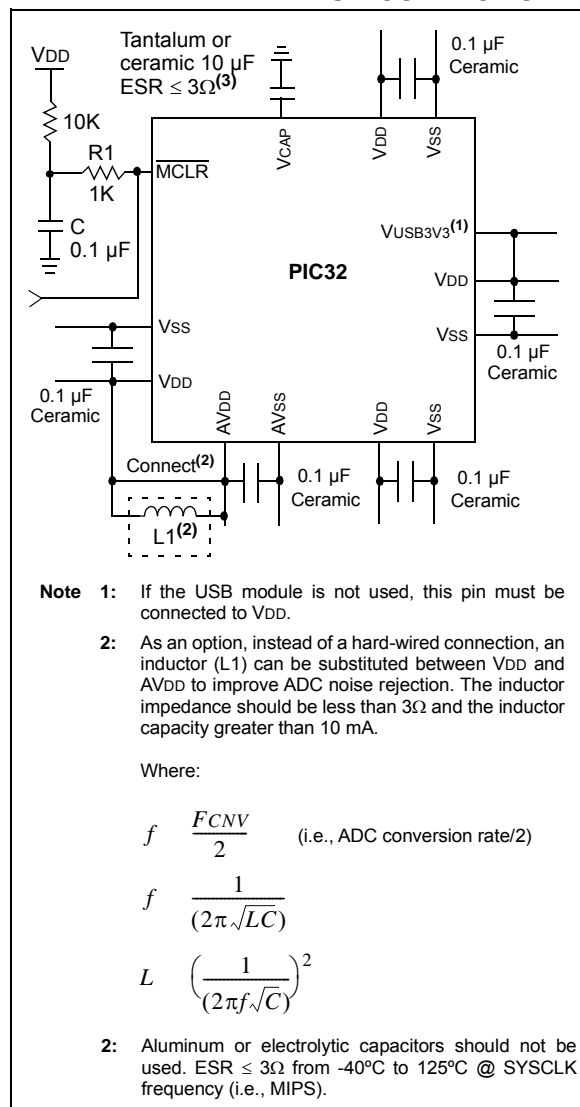 VDD
10K
R1
1K
C
0.1 µF
Tantalum or
ceramic 10 µF
ESR ≤ 3Ω(3)
0.1 µF
Ceramic
MCLR
VCAP
VDD
VSS
VUSB3V3(1)
VDD
VSS
PIC32
0.1 µF
Ceramic
VSS
VDD
0.1 µF
Ceramic
AVDD
AVSS
VDD
VSS
Connect(2)
L1(2)
0.1 µF
Ceramic
0.1 µF
Ceramic
Note 1: If the USB module is not used, this pin must be
connected to VDD.
2: As an option, instead of a hard-wired connection, an
inductor (L1) can be substituted between VDD and
AVDD to improve ADC noise rejection. The inductor
impedance should be less than 3Ω and the inductor
capacity greater than 10 mA.
Where:
f FCNV/2 (i.e., ADC conversion rate/2)
f 1/(2π√LC)
L (1/(2πf√C))²
2: Aluminum or electrolytic capacitors should not be
used. ESR ≤ 3Ω from -40ºC to 125ºC @ SYSCLK
frequency (i.e., MIPS).